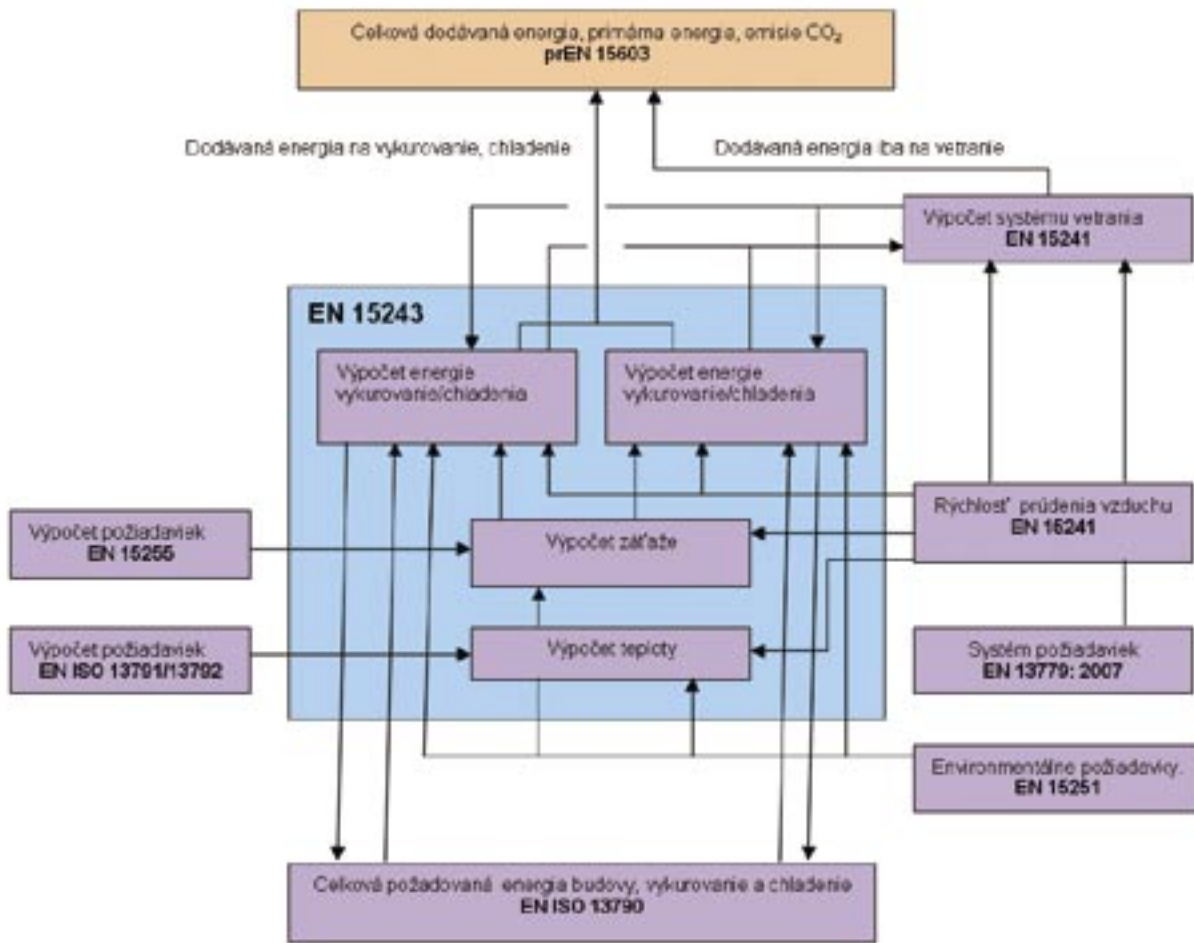 Celková dodávaná energia, primárna energia, emisie CO₂
prEN 15603
Dodávaná energia na vykurovanie, chladenie
Dodávaná energia iba na vetranie
Výpočet systému vetrania
EN 15241
EN 15243
Výpočet energie
vykurovanie/chladenia
Výpočet energie
vykurovanie/chladenia
Výpočet požiadaviek
EN 15255
Výpočet záťaže
Rýchlosť prúdenia vzduchu
EN 15241
Výpočet požiadaviek
EN ISO 13791/13792
Výpočet teploty
Systém požiadaviek
EN 13779: 2007
Environmentálne požiadavky.
EN 15251
Celková požadovaná energia budovy, vykurovanie a chladenie
EN ISO 13790